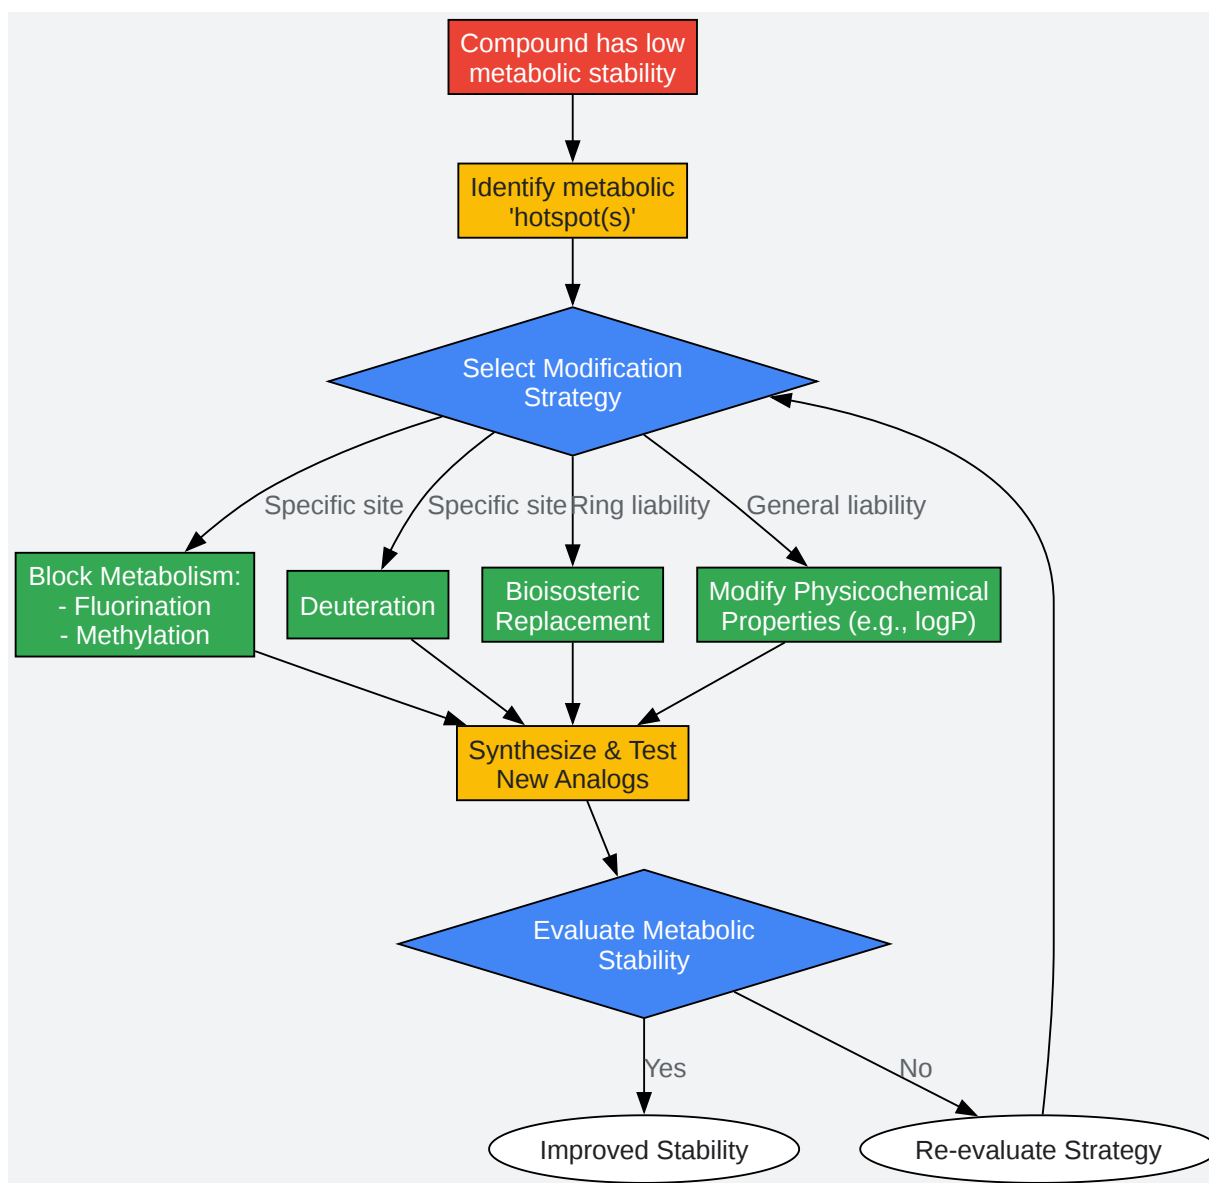 Compound has low
metabolic stability
Identify metabolic
'hotspot(s)'
Select Modification
Strategy
Specific site
Specific site
Ring liability
General liability
Block Metabolism:
- Fluorination
- Methylation
Deuteration
Bioisosteric
Replacement
Modify Physicochemical
Properties (e.g., logP)
Synthesize & Test
New Analogs
Evaluate Metabolic
Stability
Yes
No
Improved Stability
Re-evaluate Strategy